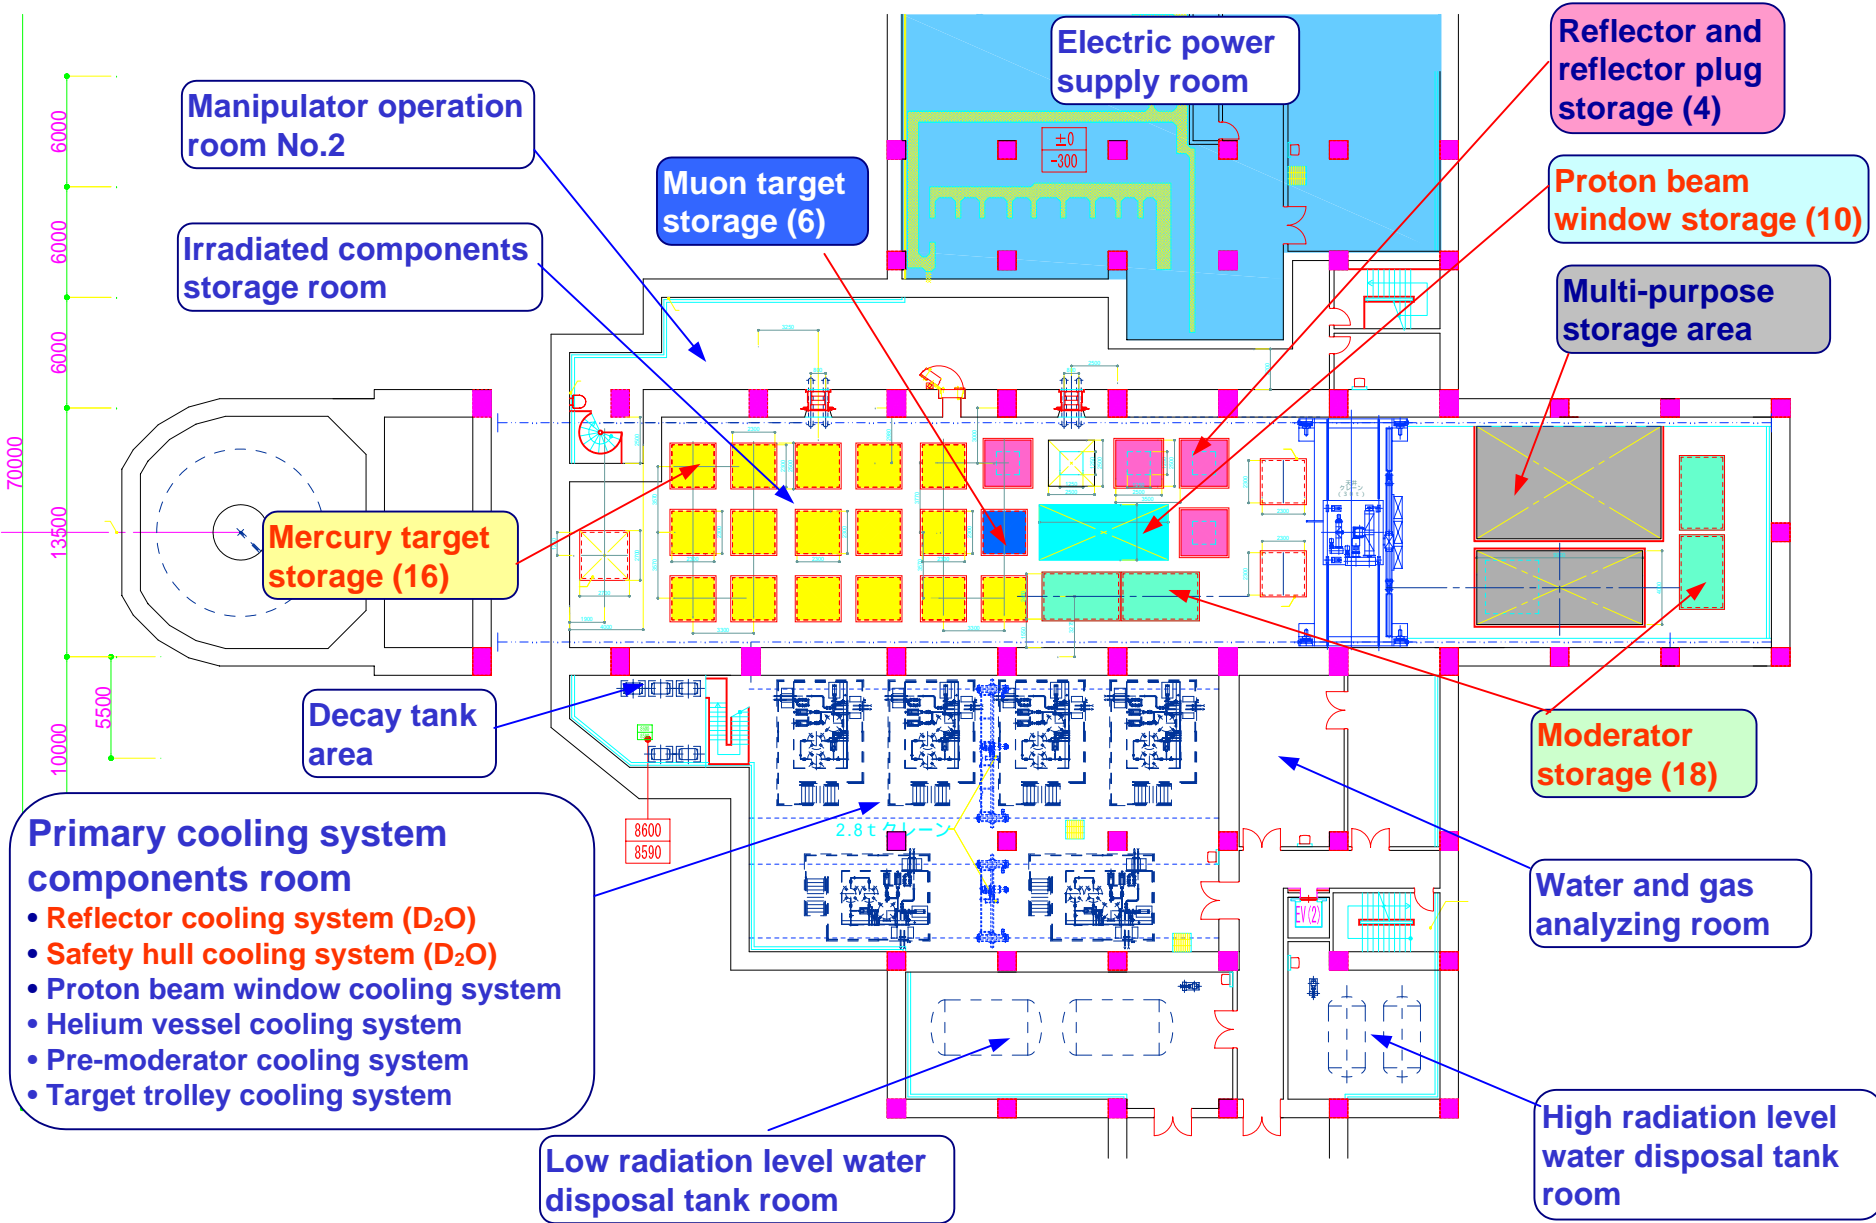 Electric power
supply room
Reflector and
reflector plug
storage (4)
Manipulator operation
room No.2
Muon target
storage (6)
Proton beam
window storage (10)
Irradiated components
storage room
Multi-purpose
storage area
±0
-300
6000
6000
6000
70000
13500
10000
5500
Mercury target
storage (16)
Decay tank
area
Moderator
storage (18)
2.8t クレーン
8600
8590
Primary cooling system
components room
• Reflector cooling system (D₂O)
• Safety hull cooling system (D₂O)
• Proton beam window cooling system
• Helium vessel cooling system
• Pre-moderator cooling system
• Target trolley cooling system
Water and gas
analyzing room
EV(2)
Low radiation level water
disposal tank room
High radiation level
water disposal tank
room